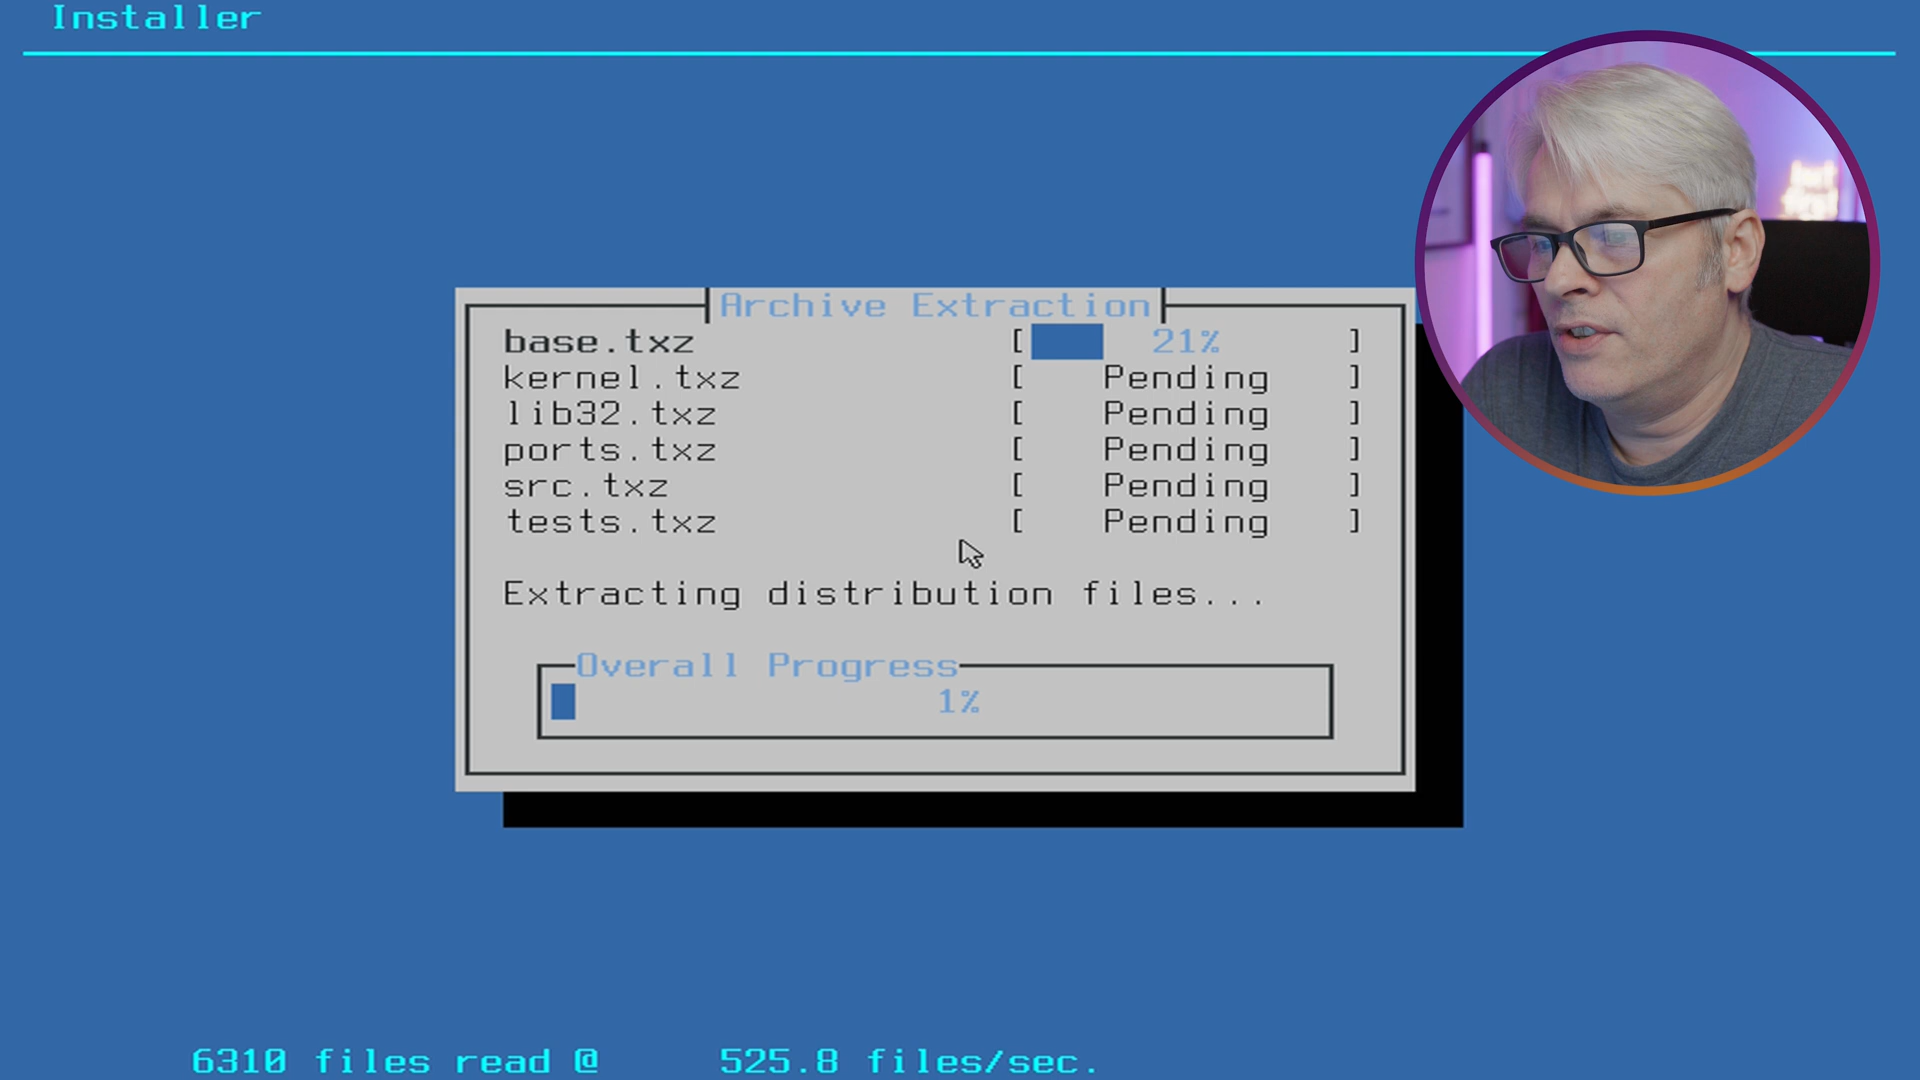 Installer
Archive Extraction
base.txz [ 21% ]
kernel.txz [ Pending ]
lib32.txz [ Pending ]
ports.txz [ Pending ]
src.txz [ Pending ]
tests.txz [ Pending ]
Extracting distribution files...
Overall Progress
1%
6310 files read @ 525.8 files/sec.